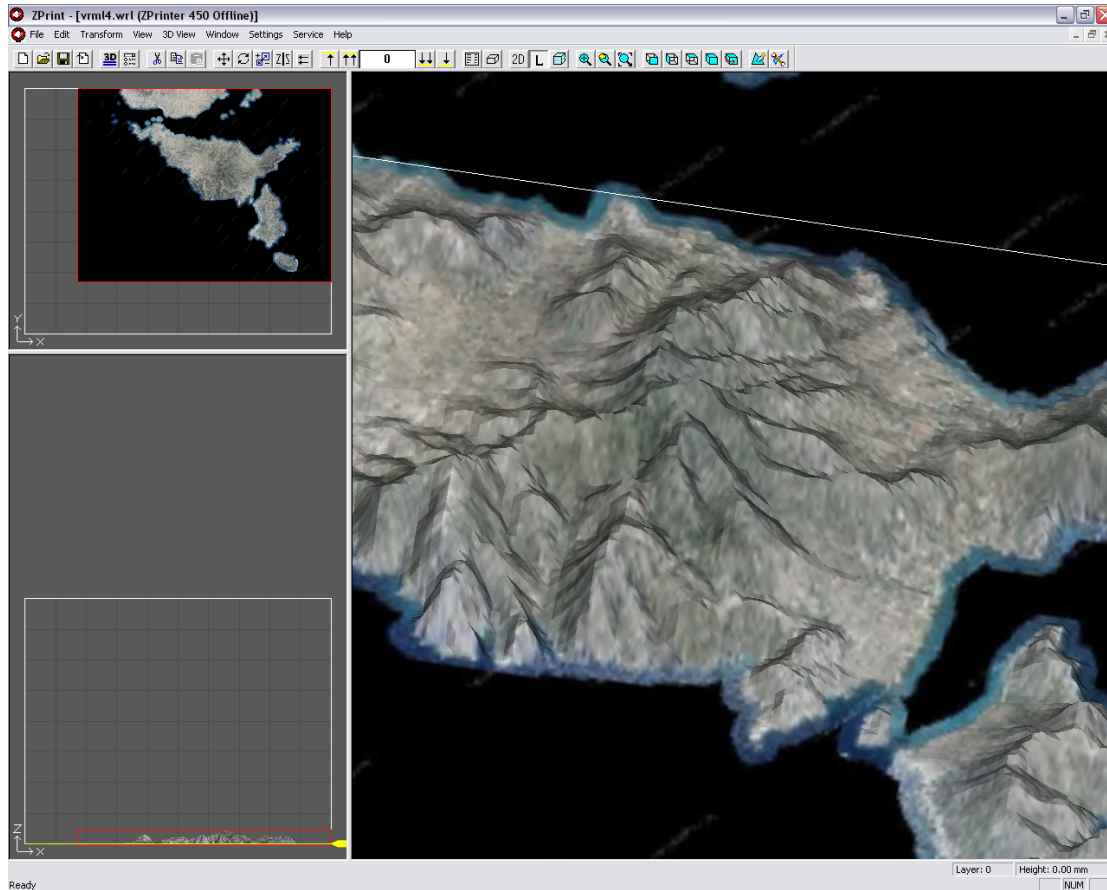 ZPrint - [vrml4.wrl (ZPrinter 450 Offline)]
File Edit Transform View 3D View Window Settings Service Help
3D Z|S 0 2D L
Y
X
Z
X
Layer: 0 Height: 0.00 mm
Ready NUM